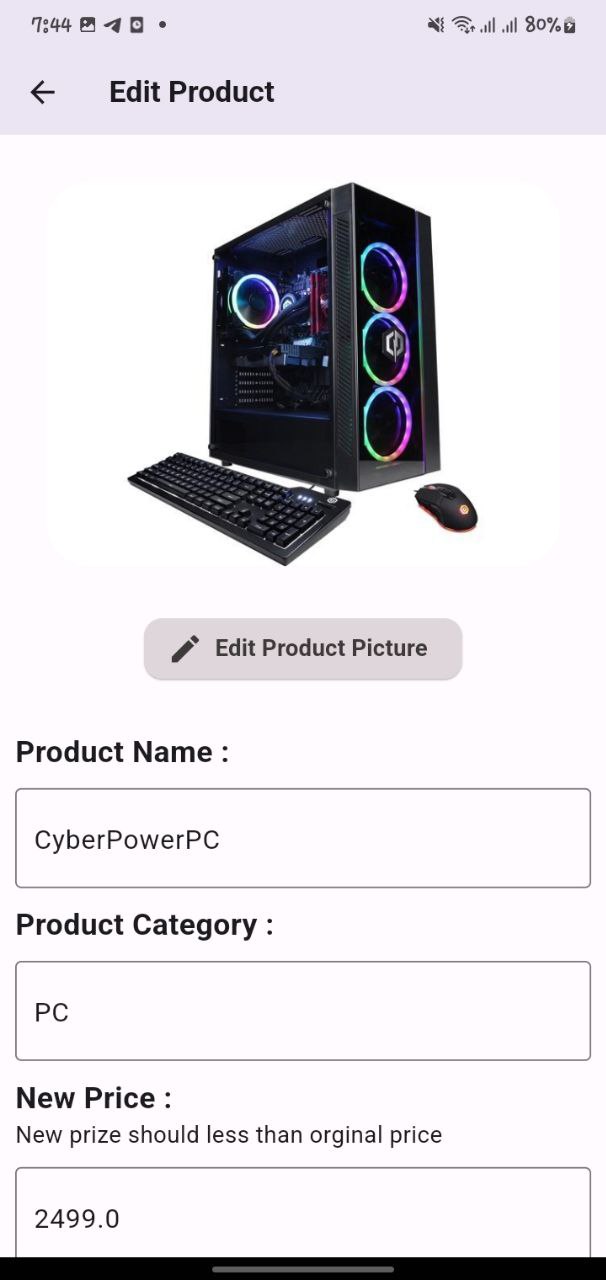 7:44
80%
Edit Product
Edit Product Picture
Product Name :
CyberPowerPC
Product Category :
PC
New Price :
New prize should less than orginal price
2499.0